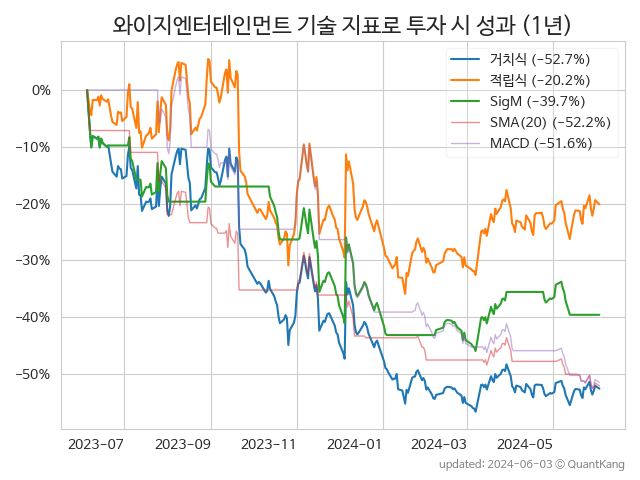 와이지엔터테인먼트 기술 지표로 투자 시 성과 (1년)
거치식 (−52.7%)
적립식 (−20.2%)
SigM (−39.7%)
SMA(20) (−52.2%)
MACD (−51.6%)
0%
−10%
−20%
−30%
−40%
−50%
2023-07 2023-09 2023-11 2024-01 2024-03 2024-05
updated: 2024-06-03 © QuantKang